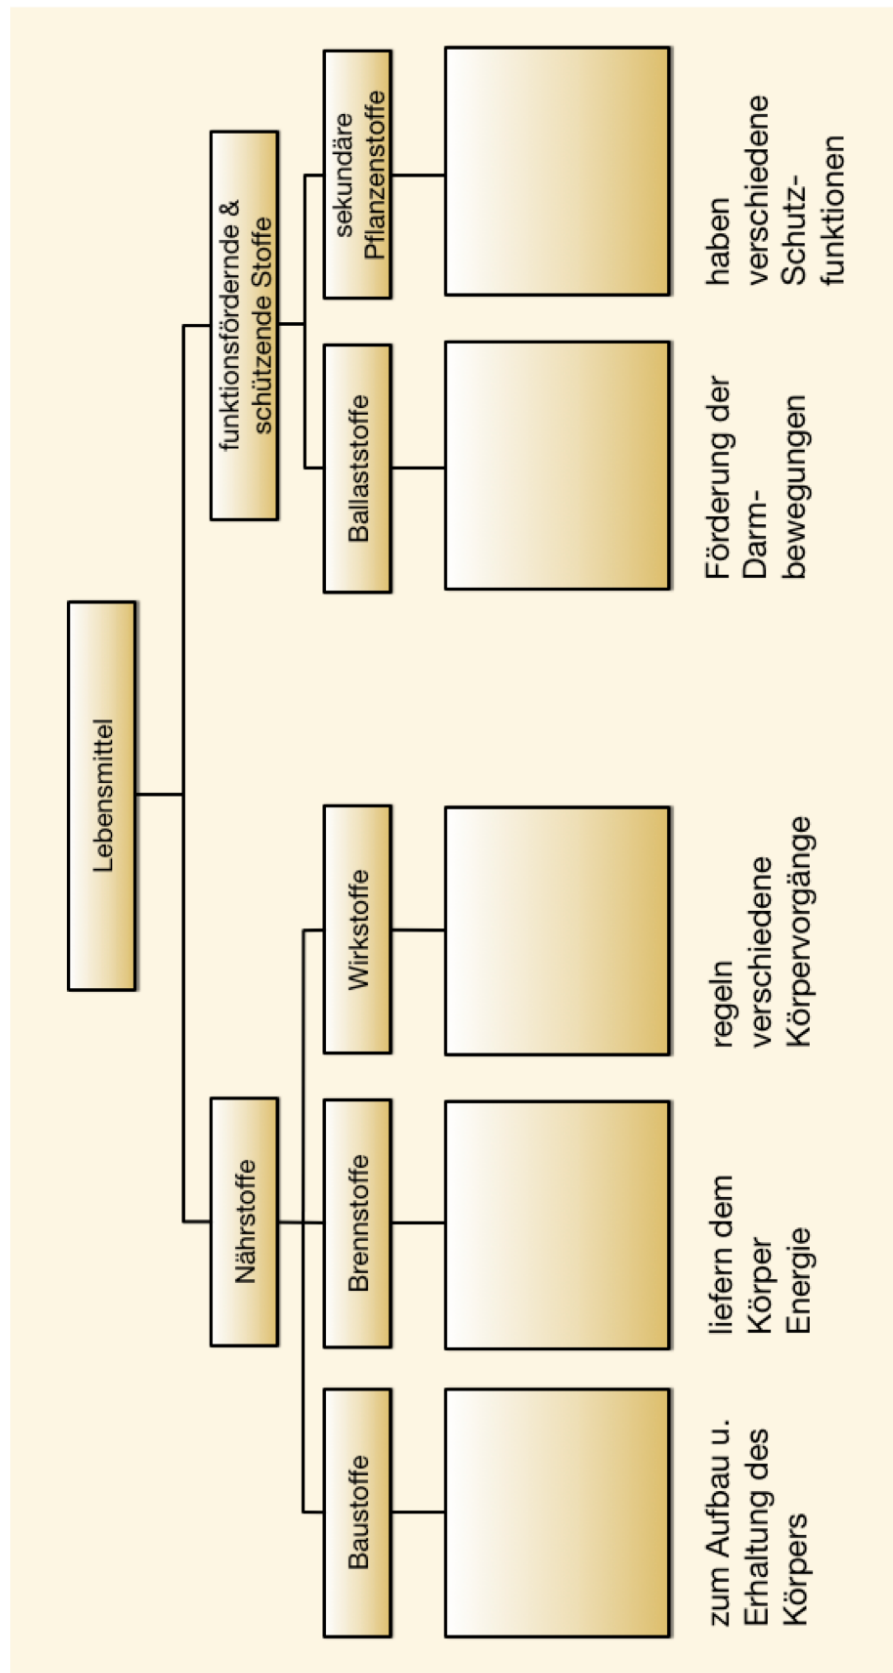 Lebensmittel
Nährstoffe
funktionsfördernde &
schützende Stoffe
Baustoffe
Brennstoffe
Wirkstoffe
Ballaststoffe
sekundäre
Pflanzenstoffe
zum Aufbau u.
Erhaltung des
Körpers
liefern dem
Körper
Energie
regeln
verschiedene
Körpervorgänge
Förderung der
Darm-
bewegungen
haben
verschiedene
Schutz-
funktionen